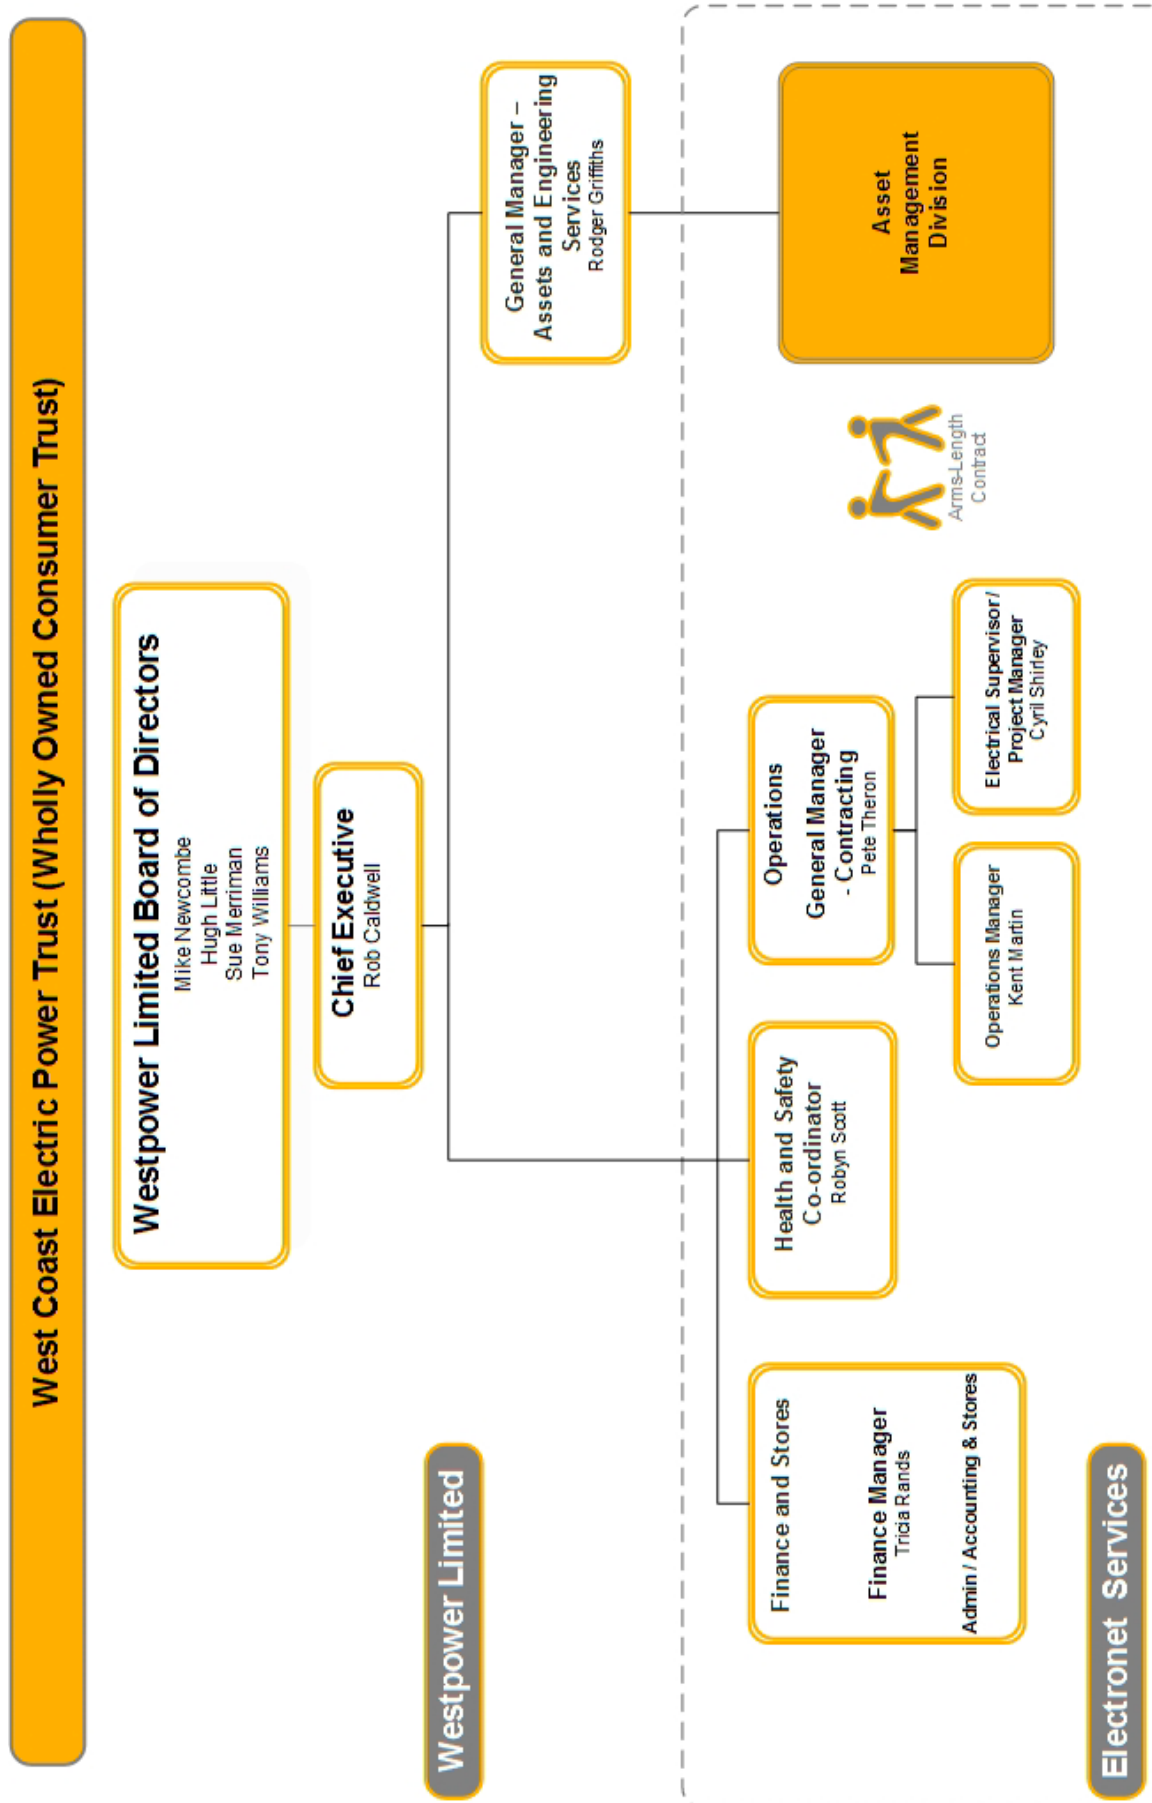 West Coast Electric Power Trust (Wholly Owned Consumer Trust)
Westpower Limited Board of Directors
Mike Newcombe
Hugh Little
Sue Merriman
Tony Williams
Chief Executive
Rob Caldwell
Westpower Limited
General Manager –
Assets and Engineering
Services
Rodger Griffiths
Finance and Stores
Finance Manager
Tricia Rands
Admin / Accounting & Stores
Health and Safety
Co-ordinator
Robyn Scott
Operations
General Manager
- Contracting
Pete Theron
Operations Manager
Kent Martin
Electrical Supervisor/
Project Manager
Cyril Shirley
Arms-Length
Contract
Asset
Management
Division
Electronet Services